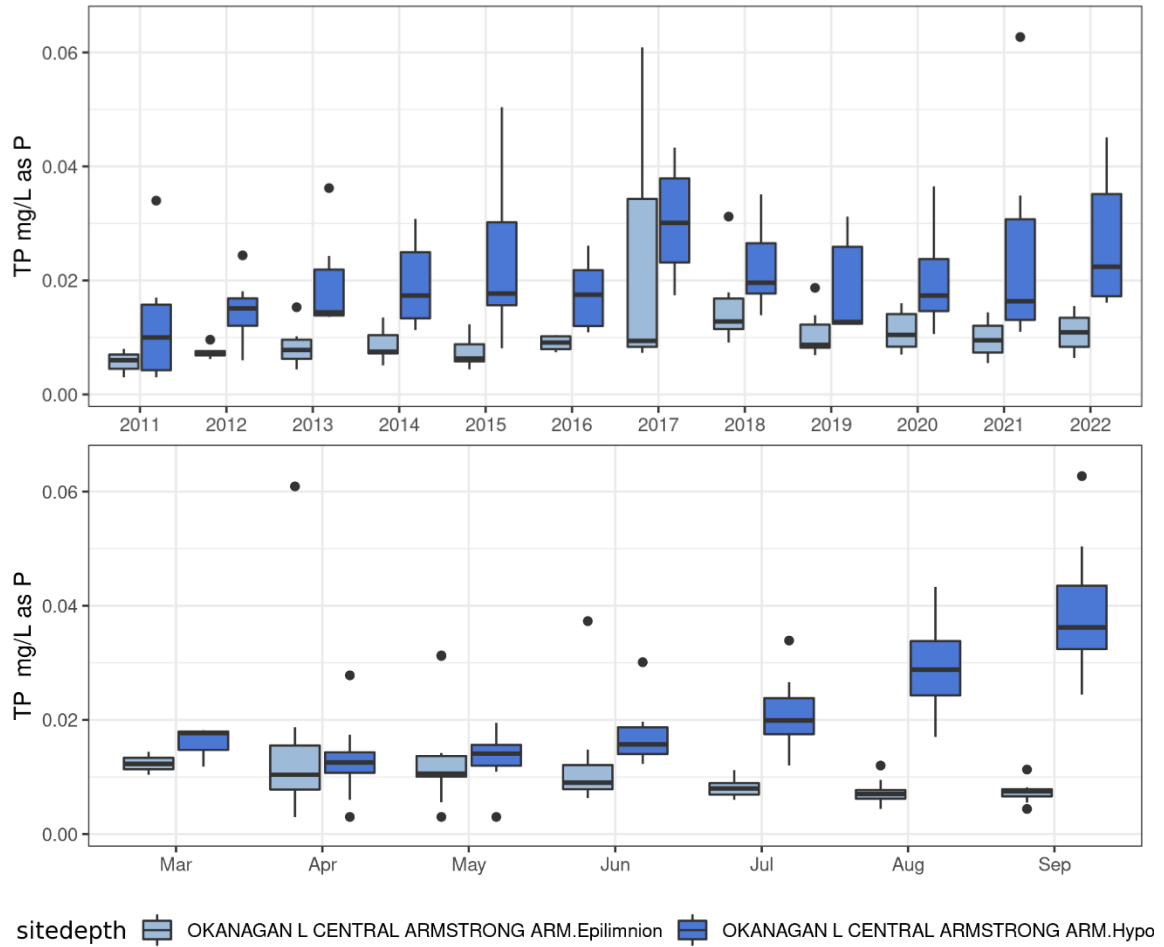 TP mg/L as P
0.06
0.04
0.02
0.00
2011 2012 2013 2014 2015 2016 2017 2018 2019 2020 2021 2022
TP mg/L as P
0.06
0.04
0.02
0.00
Mar Apr May Jun Jul Aug Sep
sitedepth OKANAGAN L CENTRAL ARMSTRONG ARM.Epilimnion OKANAGAN L CENTRAL ARMSTRONG ARM.Hypo